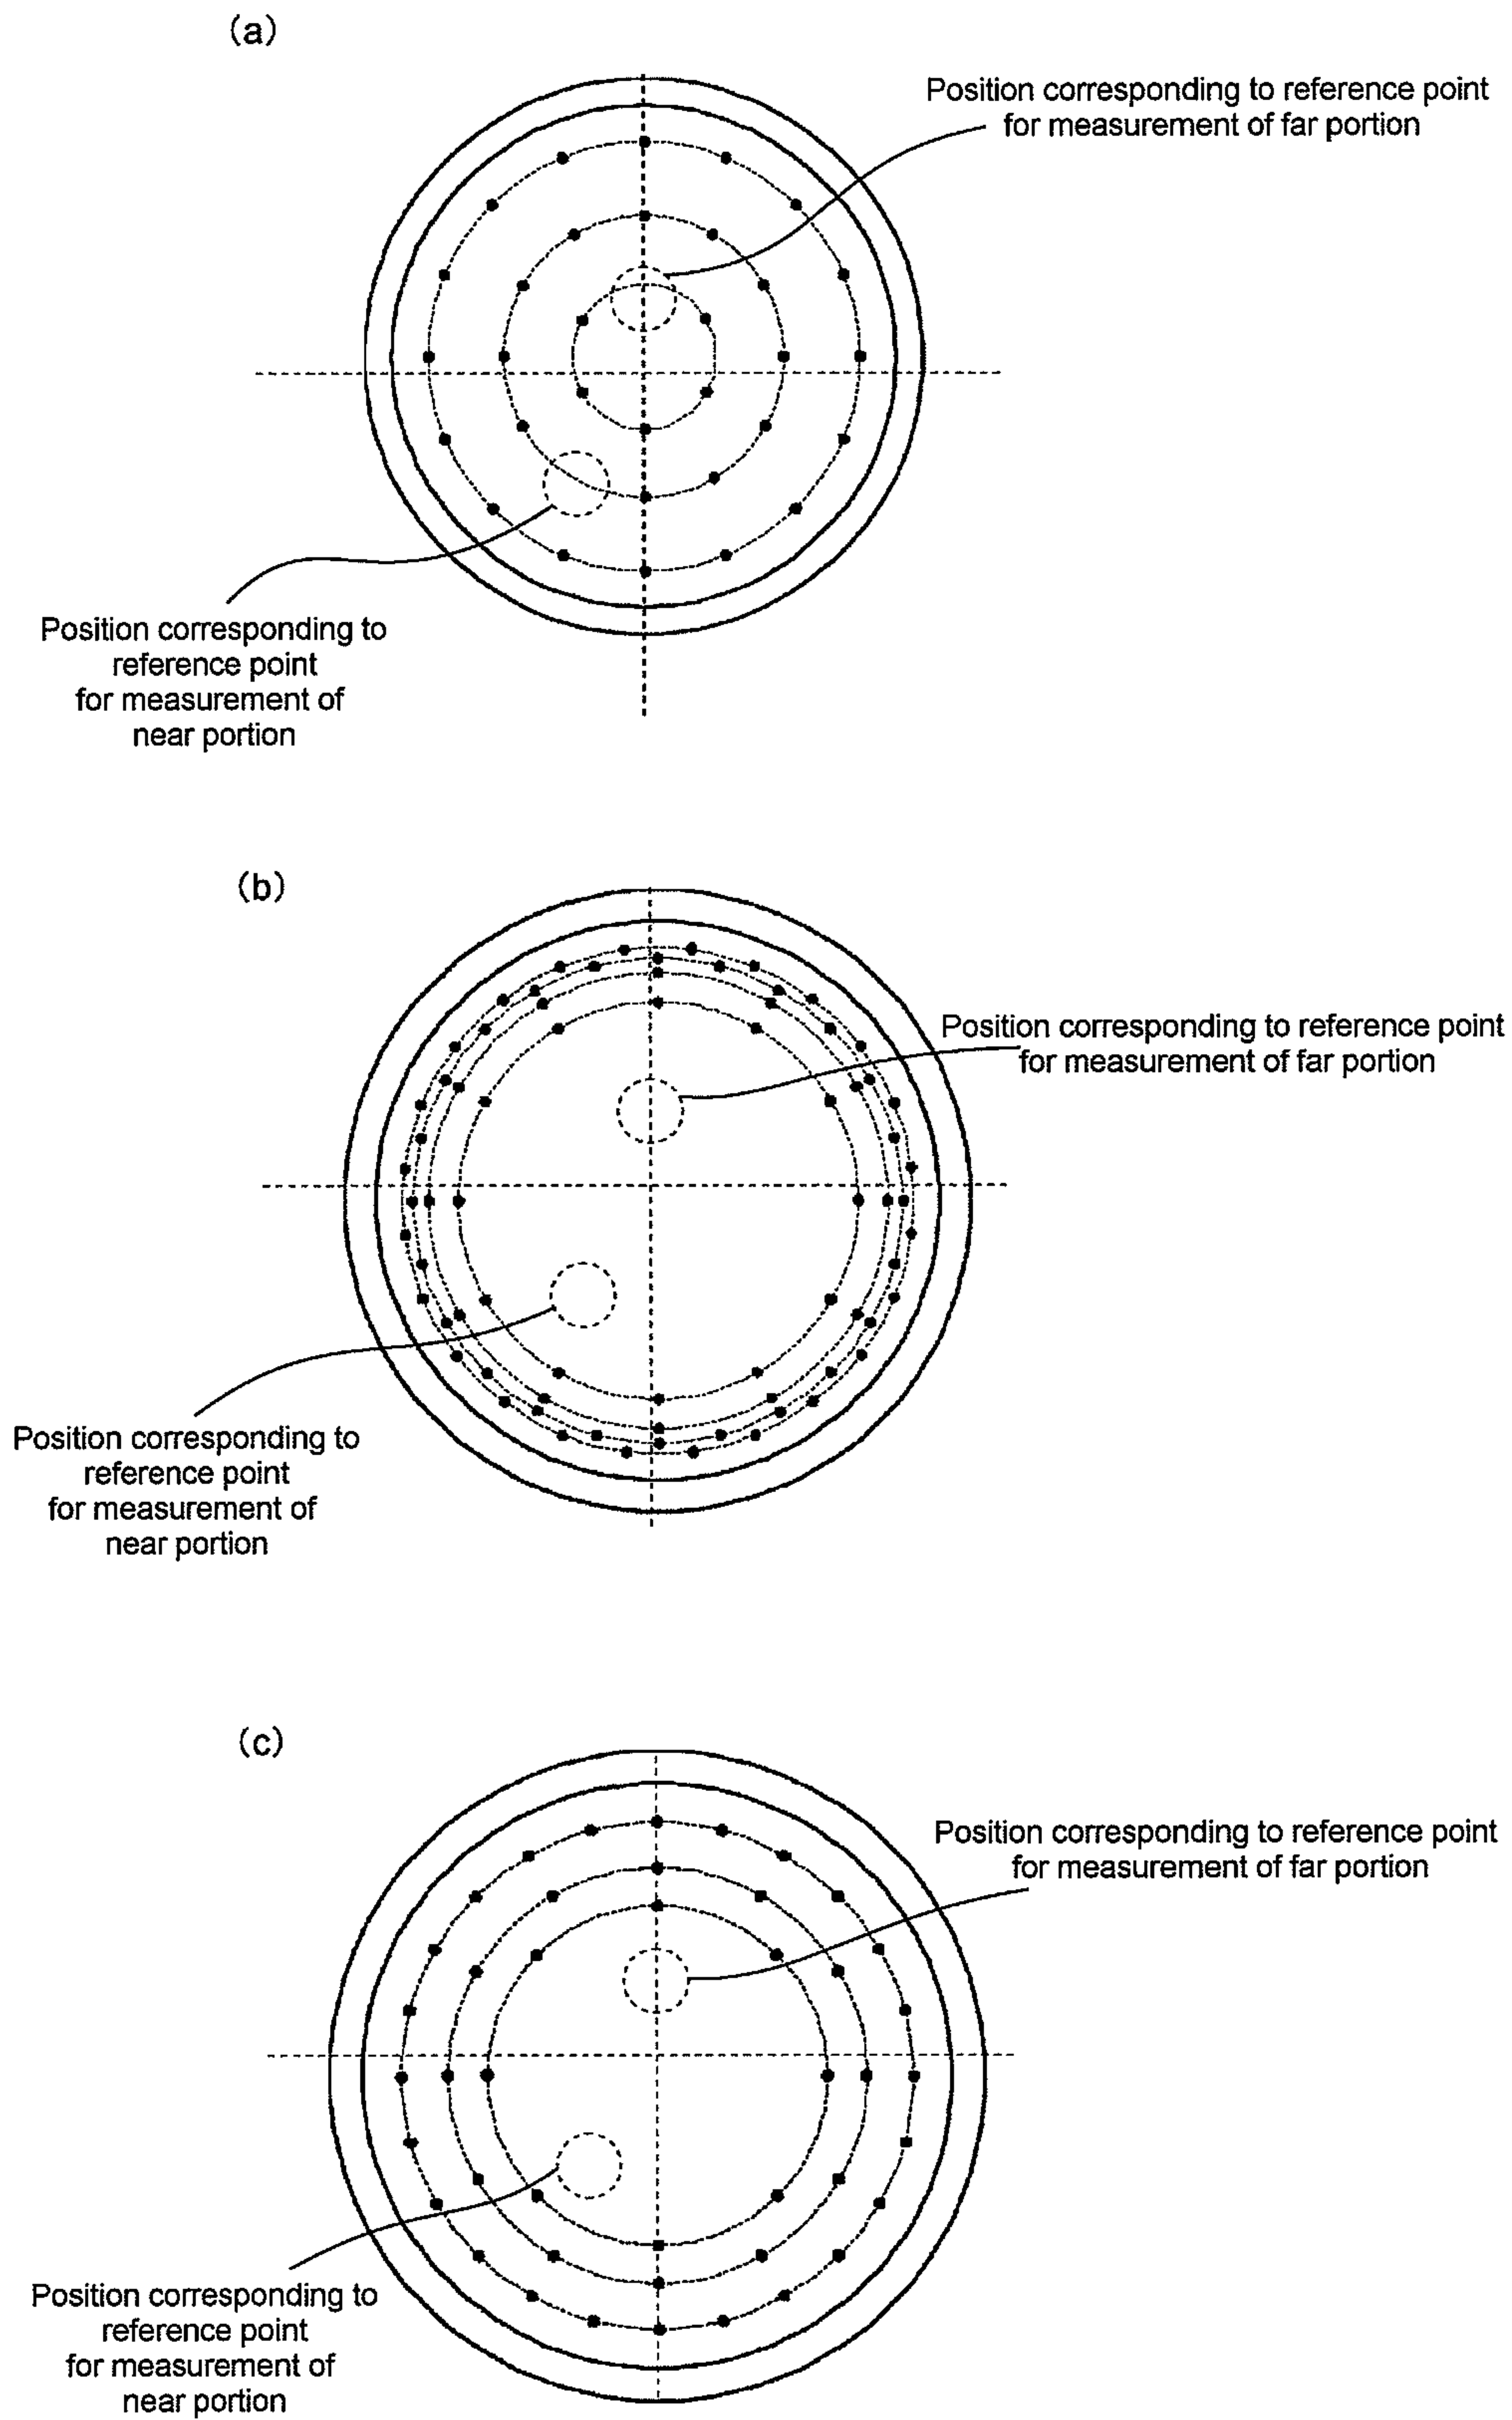 (a)
Position corresponding to reference point
for measurement of far portion
Position corresponding to
reference point
for measurement of
near portion
(b)
Position corresponding to reference point
for measurement of far portion
Position corresponding to
reference point
for measurement of
near portion
(c)
Position corresponding to reference point
for measurement of far portion
Position corresponding to
reference point
for measurement of
near portion